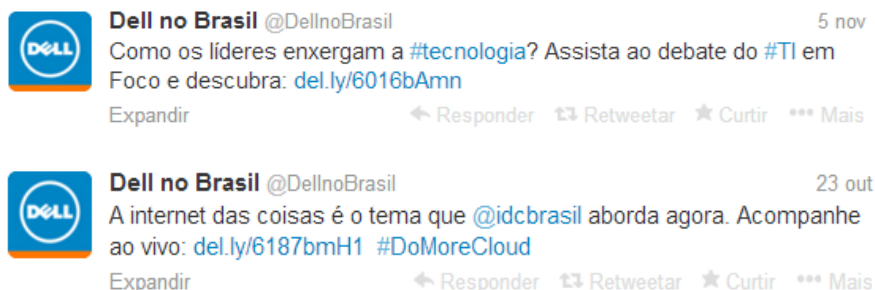 Dell no Brasil @DellnoBrasil 5 nov
Como os líderes enxergam a #tecnologia? Assista ao debate do #TI em
Foco e descubra: del.ly/6016bAmn
Expandir Responder Retweetar Curtir Mais
DELL
Dell no Brasil @DellnoBrasil 23 out
A internet das coisas é o tema que @idcbrasil aborda agora. Acompanhe
ao vivo: del.ly/6187bmH1 #DoMoreCloud
Expandir Responder Retweetar Curtir Mais
DELL